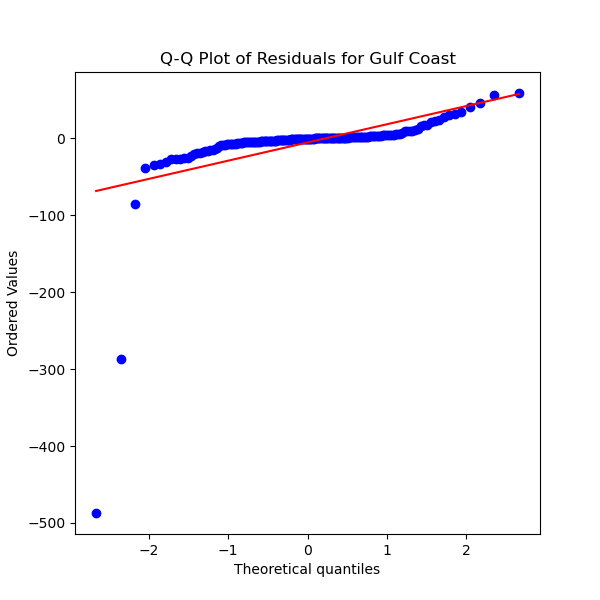 Q-Q Plot of Residuals for Gulf Coast
Ordered Values
0
−100
−200
−300
−400
−500
−2 −1 0 1 2
Theoretical quantiles